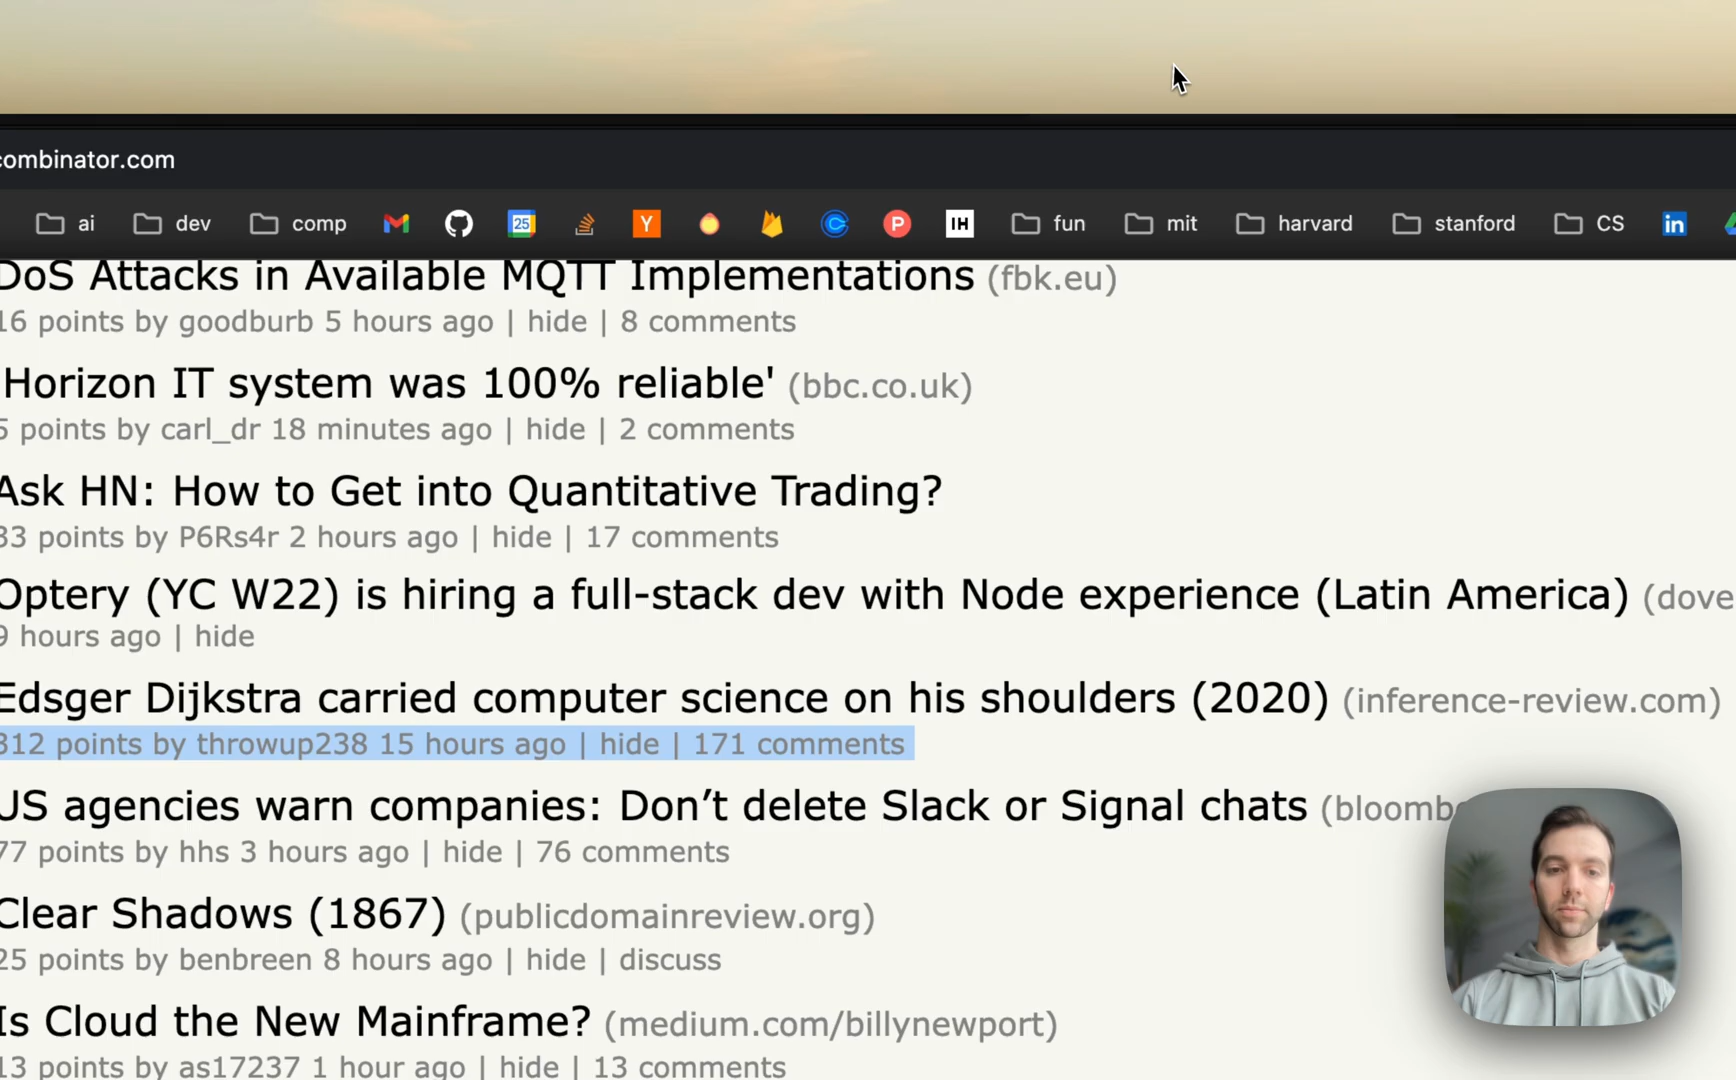 combinator.com
ai dev comp 25 Y C P IH fun mit harvard stanford CS in
DoS Attacks in Available MQTT Implementations (fbk.eu)
16 points by goodburb 5 hours ago | hide | 8 comments
'Horizon IT system was 100% reliable' (bbc.co.uk)
5 points by carl_dr 18 minutes ago | hide | 2 comments
Ask HN: How to Get into Quantitative Trading?
33 points by P6Rs4r 2 hours ago | hide | 17 comments
Optery (YC W22) is hiring a full-stack dev with Node experience (Latin America) (dove
9 hours ago | hide
Edsger Dijkstra carried computer science on his shoulders (2020) (inference-review.com)
312 points by throwup238 15 hours ago | hide | 171 comments
US agencies warn companies: Don’t delete Slack or Signal chats (bloombe
77 points by hhs 3 hours ago | hide | 76 comments
Clear Shadows (1867) (publicdomainreview.org)
25 points by benbreen 8 hours ago | hide | discuss
Is Cloud the New Mainframe? (medium.com/billynewport)
13 points by as17237 1 hour ago | hide | 13 comments